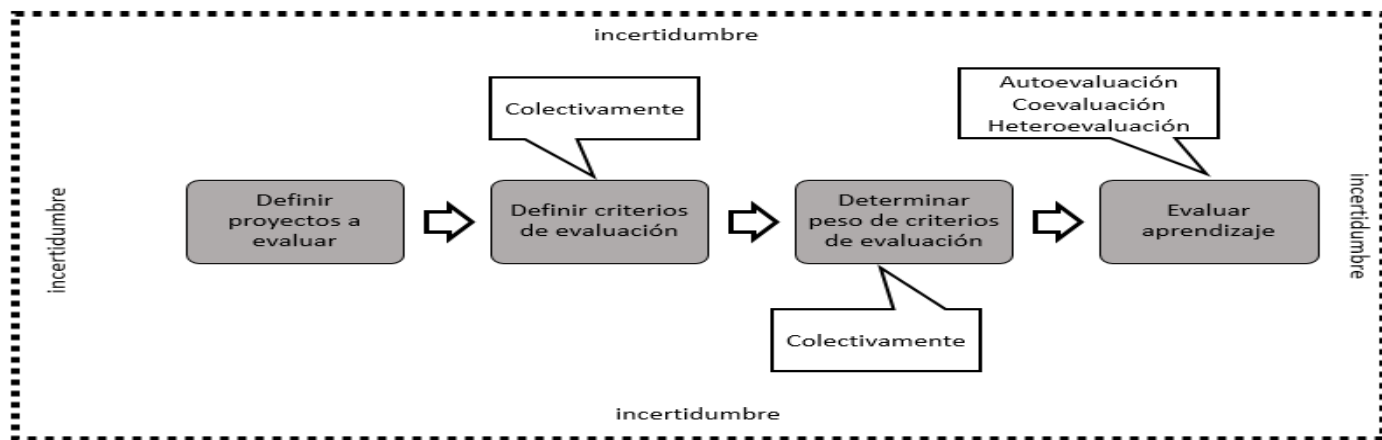 incertidumbre
Colectivamente
Autoevaluación
Coevaluación
Heteroevaluación
incertidumbre
Definir
proyectos a
evaluar
Definir criterios
de evaluación
Determinar
peso de criterios
de evaluación
Evaluar
aprendizaje
incertidumbre
Colectivamente
incertidumbre